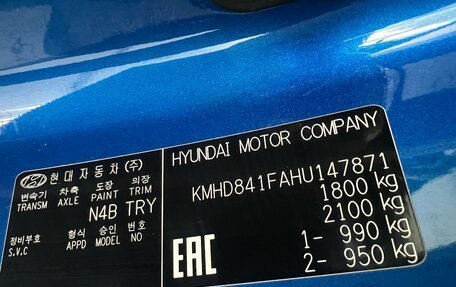 현대자동차(주)
변속기 차축 도장 의장
TRANSM AXLE PAINT TRIM
N4B TRY
정비부호 형식 승인 번호
S.V.C APPD MODEL NO
HYUNDAI MOTOR COMPANY
KMHD841FAHU147871
1800 kg
2100 kg
1- 990 kg
2- 950 kg
EAC